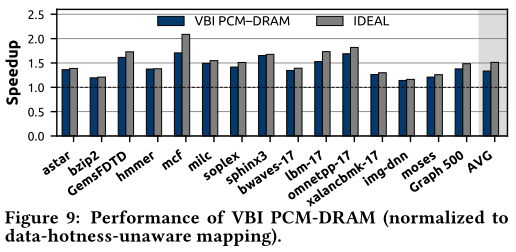 VBI PCM–DRAM IDEAL
Speedup
2.5
2.0
1.5
1.0
0.5
0.0
astar
bzip2
GemsFDTD
hmmer
mcf
milc
soplex
sphinx3
bwaves-17
lbm-17
omnetpp-17
xalancbmk-17
img-dnn
moses
Graph 500
AVG
Figure 9: Performance of VBI PCM-DRAM (normalized to
data-hotness-unaware mapping).